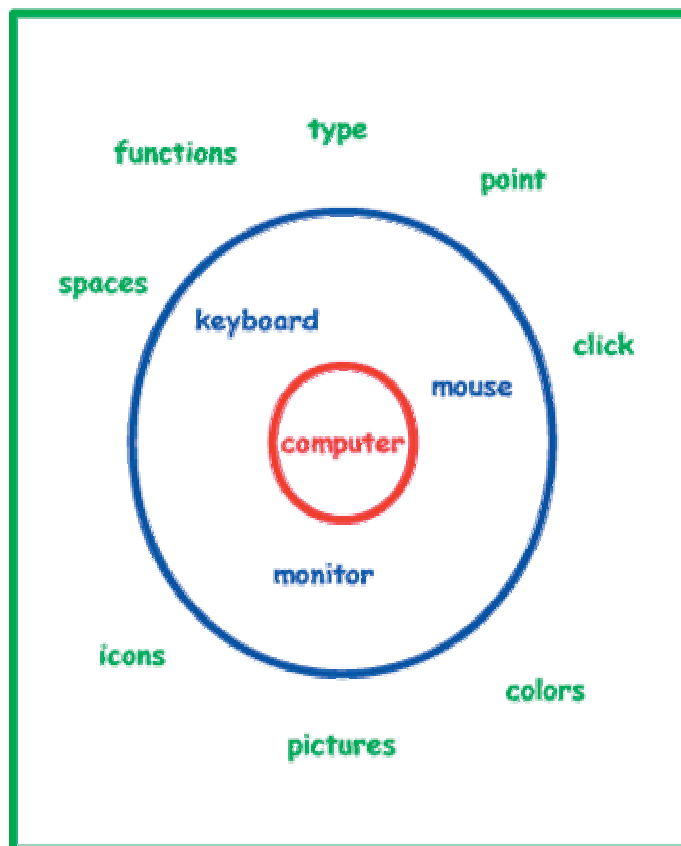 type
functions
point
spaces
keyboard
click
mouse
computer
monitor
icons
colors
pictures